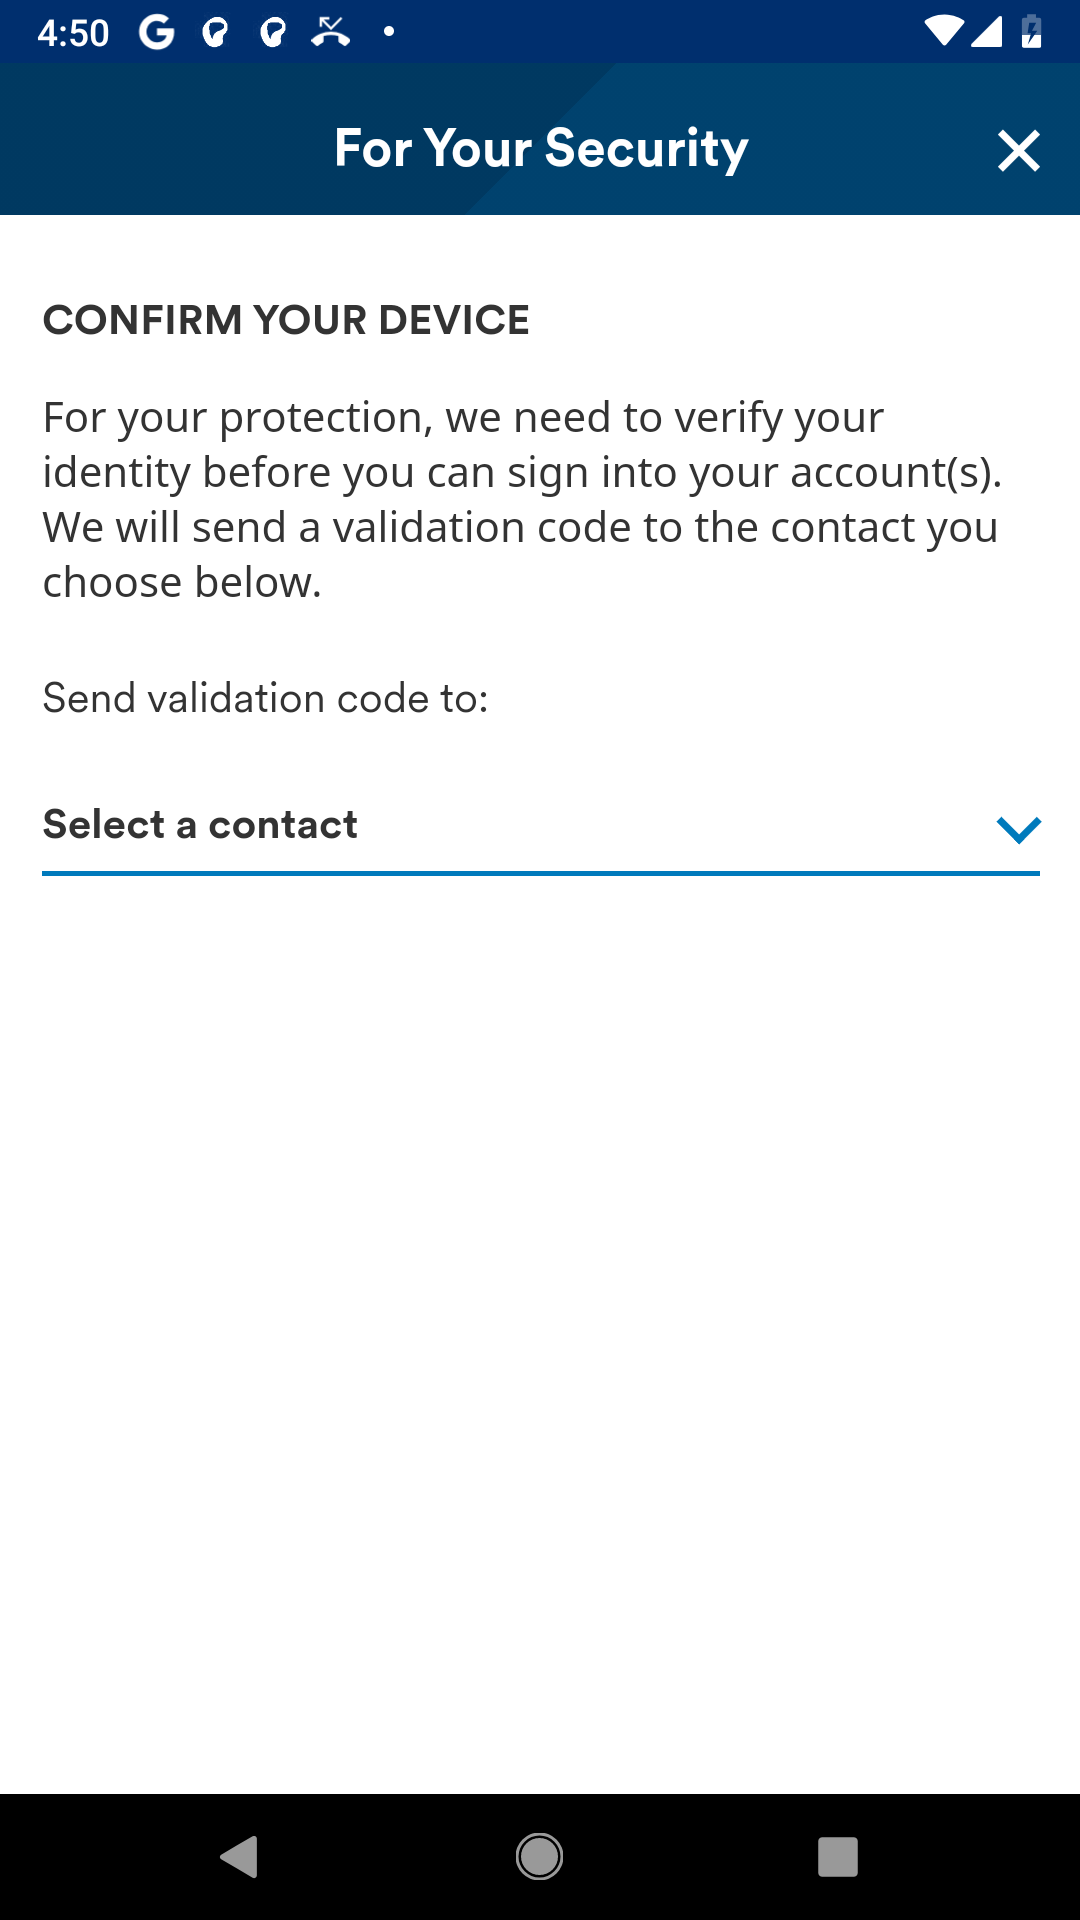 4:50
For Your Security
CONFIRM YOUR DEVICE
For your protection, we need to verify your
identity before you can sign into your account(s).
We will send a validation code to the contact you
choose below.
Send validation code to:
Select a contact